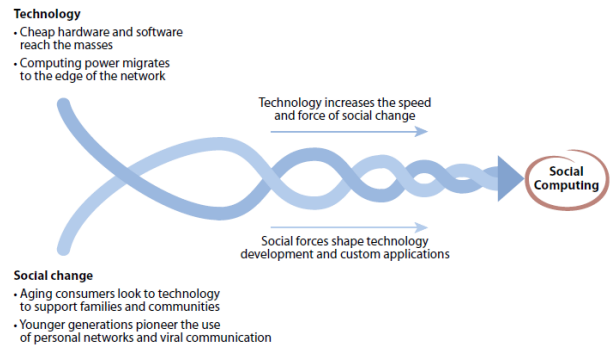 Technology
• Cheap hardware and software
reach the masses
• Computing power migrates
to the edge of the network
Technology increases the speed
and force of social change
Social
Computing
Social forces shape technology
development and custom applications
Social change
• Aging consumers look to technology
to support families and communities
• Younger generations pioneer the use
of personal networks and viral communication